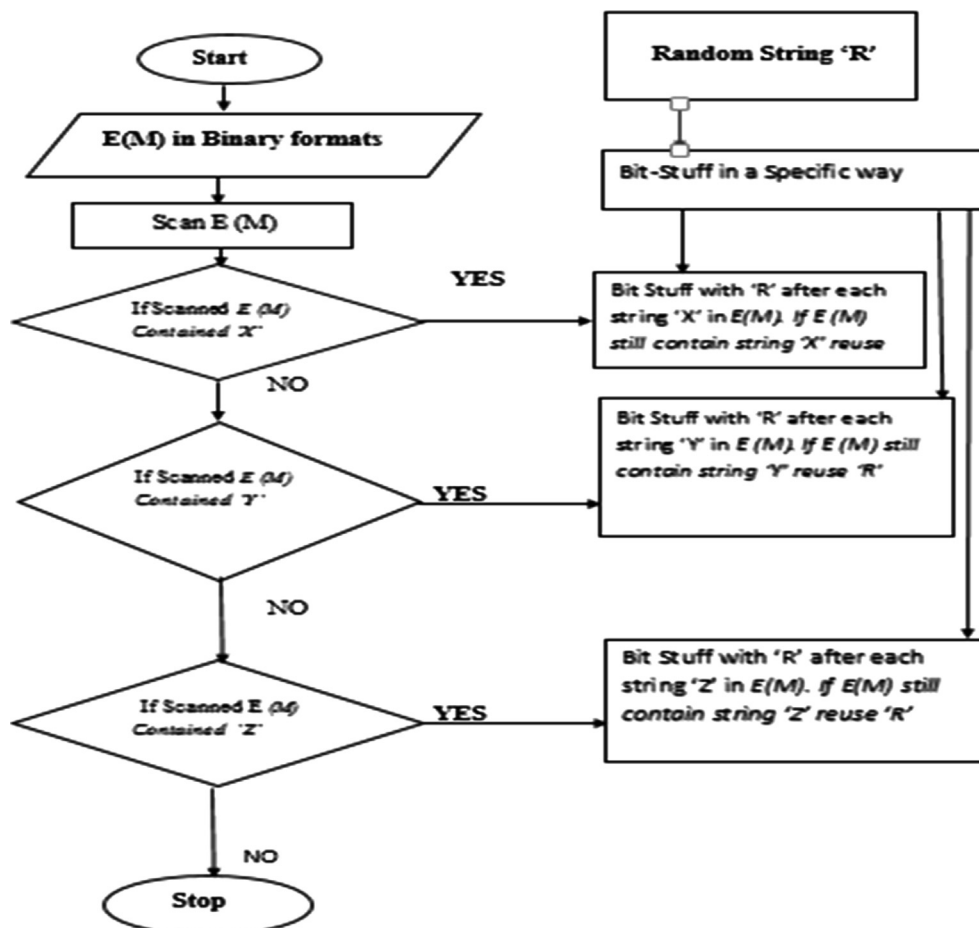 Start
Random String ‘R’
E(M) in Binary formats
Bit-Stuff in a Specific way
Scan E (M)
YES
If Scanned E (M)
Contained ‘X’
Bit Stuff with ‘R’ after each
string ‘X’ in E(M). If E (M)
still contain string ‘X’ reuse
NO
Bit Stuff with ‘R’ after each
string ‘Y’ in E (M). If E (M) still
contain string ‘Y’ reuse ‘R’
If Scanned E (M)
Contained ‘Y’
YES
NO
Bit Stuff with ‘R’ after each
string ‘Z’ in E(M). If E(M) still
contain string ‘Z’ reuse ‘R’
If Scanned E (M)
Contained ‘Z’
YES
NO
Stop